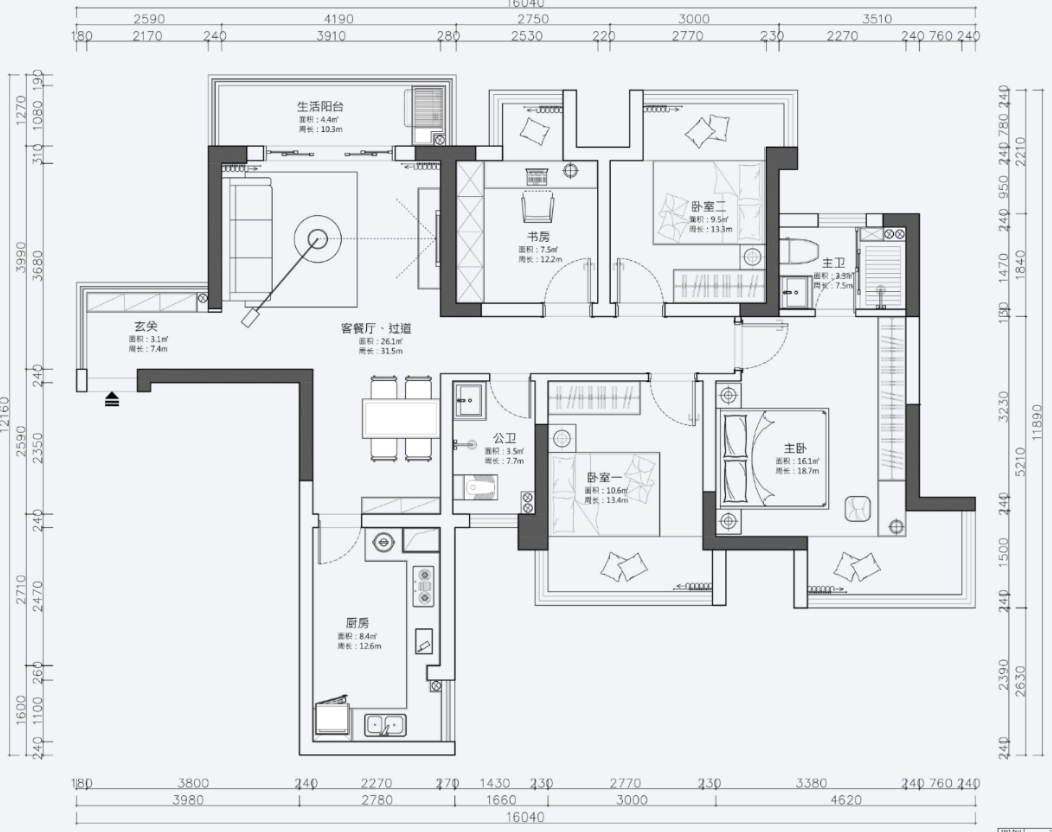 16040
2590 4190 2750 3000 3510
180 2170 240 3910 280 2530 220 2770 230 2270 240 760 240
生活阳台
面积：4.4㎡
周长：10.3m
书房
面积：7.5㎡
周长：12.2m
卧室二
面积：9.5㎡
周长：13.3m
主卫
面积：3.3㎡
周长：7.5m
玄关
面积：3.1㎡
周长：7.4m
客餐厅、过道
面积：26.1㎡
周长：31.5m
公卫
面积：3.5㎡
周长：7.7m
卧室一
面积：10.6㎡
周长：13.4m
主卧
面积：16.1㎡
周长：18.7m
厨房
面积：8.4㎡
周长：12.6m
12160
1270 3990 2590 2710 1600
190 1080 310 3680 240 2350 240 2470 260 1100 240
240 780 240 950 240 1470 130 3230 240 1500 240 2390 240
2210 1840 5210 2630
11890
180 3800 240 2270 270 1430 230 2770 230 3380 240 760 240
3980 2780 1660 3000 4620
16040